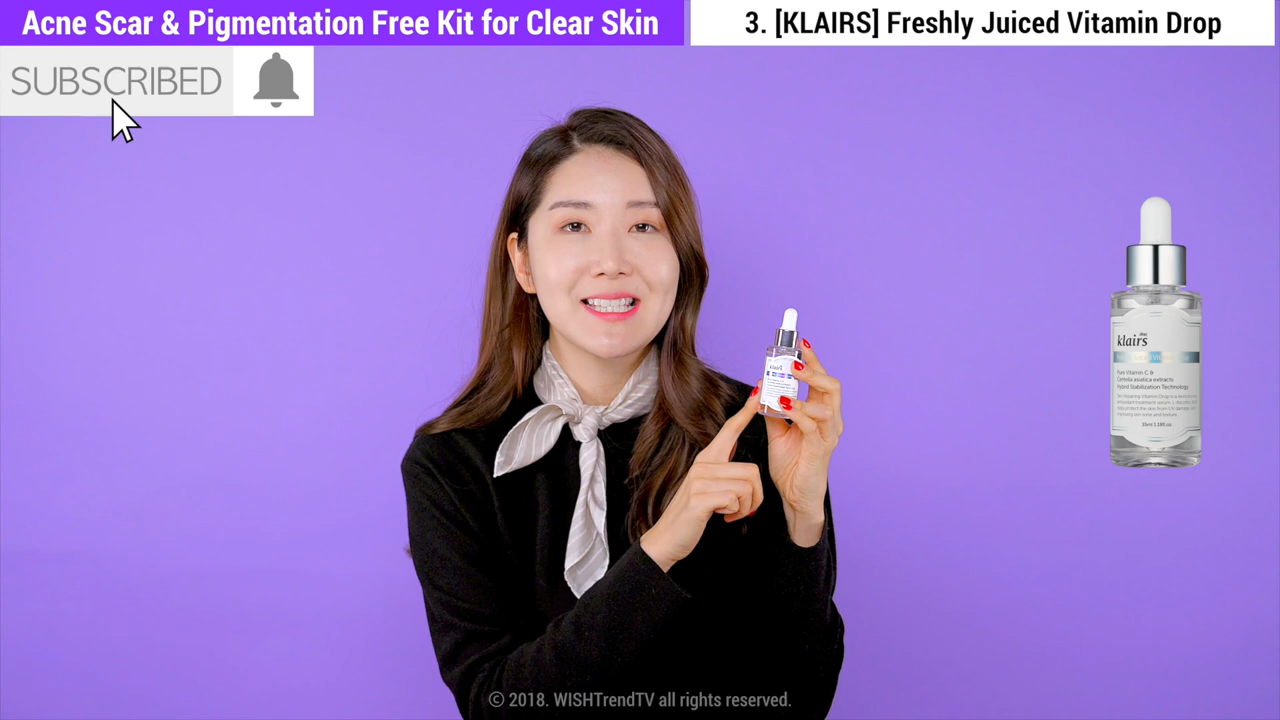 Acne Scar & Pigmentation Free Kit for Clear Skin
3. [KLAIRS] Freshly Juiced Vitamin Drop
SUBSCRIBED
klairs
klairs
Pure Vitamin C &
Centella asiatica extracts
Hybrid Stabilization Technology
© 2018. WISHTrendTV all rights reserved.